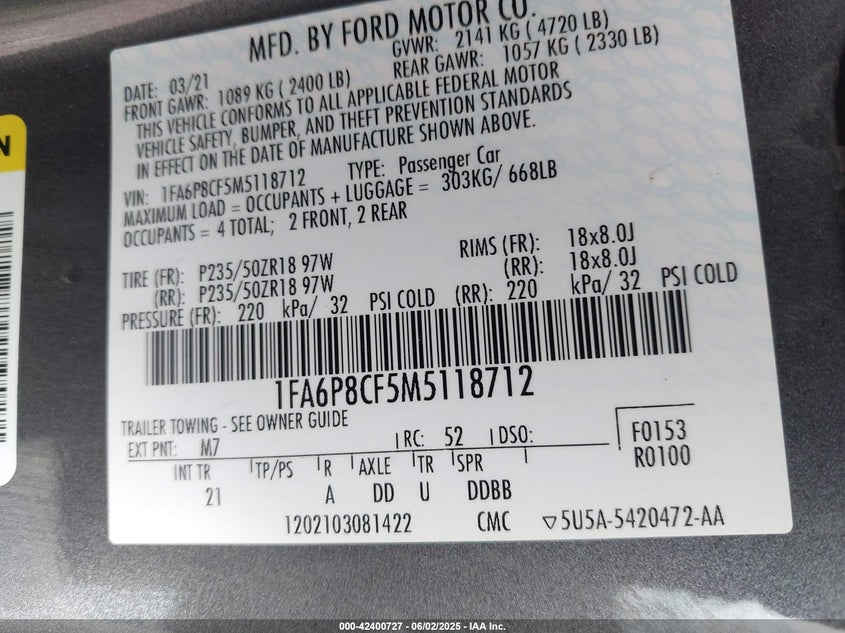 MFD. BY FORD MOTOR CO.
DATE: 03/21 GVWR: 2141 KG ( 4720 LB)
FRONT GAWR: 1089 KG ( 2400 LB) REAR GAWR: 1057 KG ( 2330 LB)
THIS VEHICLE CONFORMS TO ALL APPLICABLE FEDERAL MOTOR
VEHICLE SAFETY, BUMPER, AND THEFT PREVENTION STANDARDS
IN EFFECT ON THE DATE OF MANUFACTURE SHOWN ABOVE.
VIN: 1FA6P8CF5M5118712 TYPE: Passenger Car
MAXIMUM LOAD = OCCUPANTS + LUGGAGE = 303KG/ 668LB
OCCUPANTS = 4 TOTAL; 2 FRONT, 2 REAR
TIRE (FR): P235/50ZR18 97W RIMS (FR): 18x8.0J
(RR): P235/50ZR18 97W (RR): 18x8.0J
PRESSURE (FR): 220 kPa/ 32 PSI COLD (RR): 220 kPa/ 32 PSI COLD
1FA6P8CF5M5118712
TRAILER TOWING - SEE OWNER GUIDE
EXT PNT: M7 RC: 52 DSO: F0153
R0100
INT TR TP/PS R AXLE TR SPR
21 A DD U DDBB
1202103081422 CMC ▽5U5A-5420472-AA
N
000-42400727 - 06/02/2025 - IAA Inc.